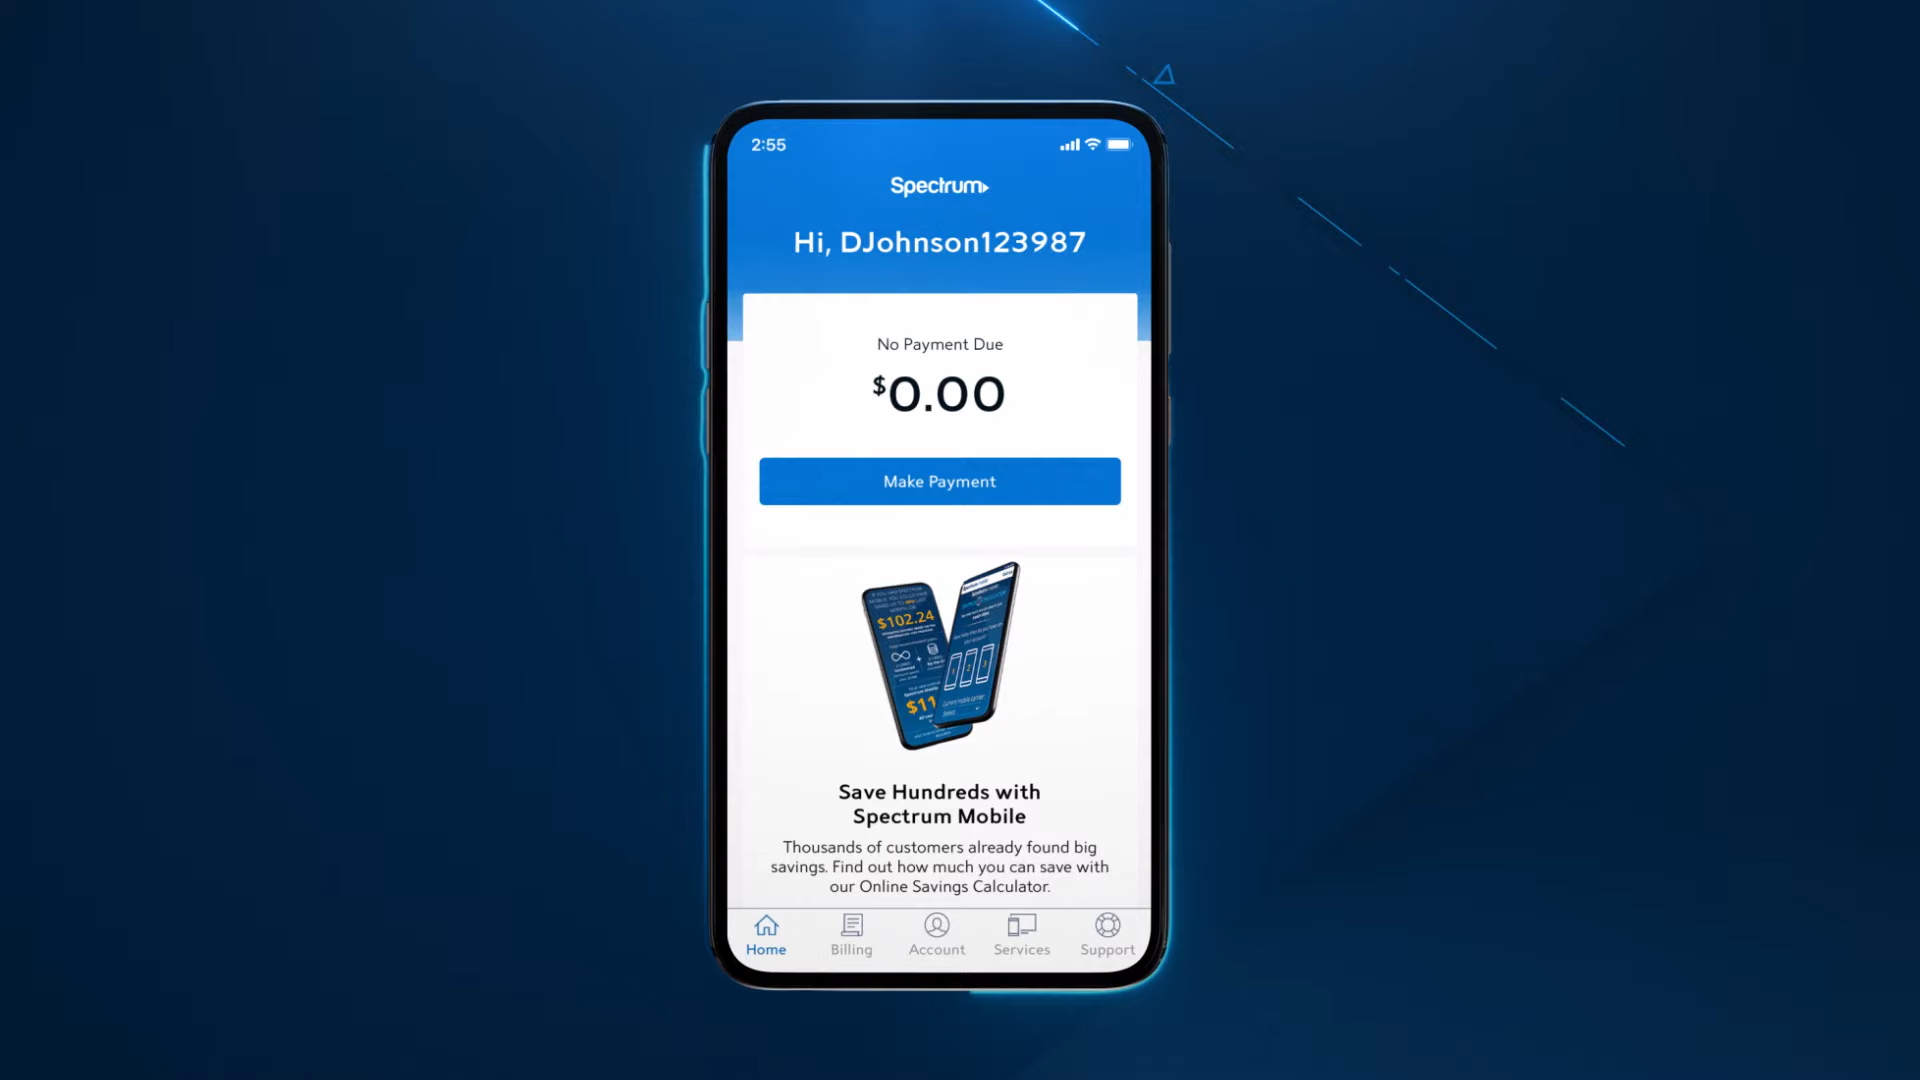 2:55
Spectrum
Hi, DJohnson123987
No Payment Due
$0.00
Make Payment
$102.24
$11
Save Hundreds with
Spectrum Mobile
Thousands of customers already found big
savings. Find out how much you can save with
our Online Savings Calculator.
Home
Billing
Account
Services
Support